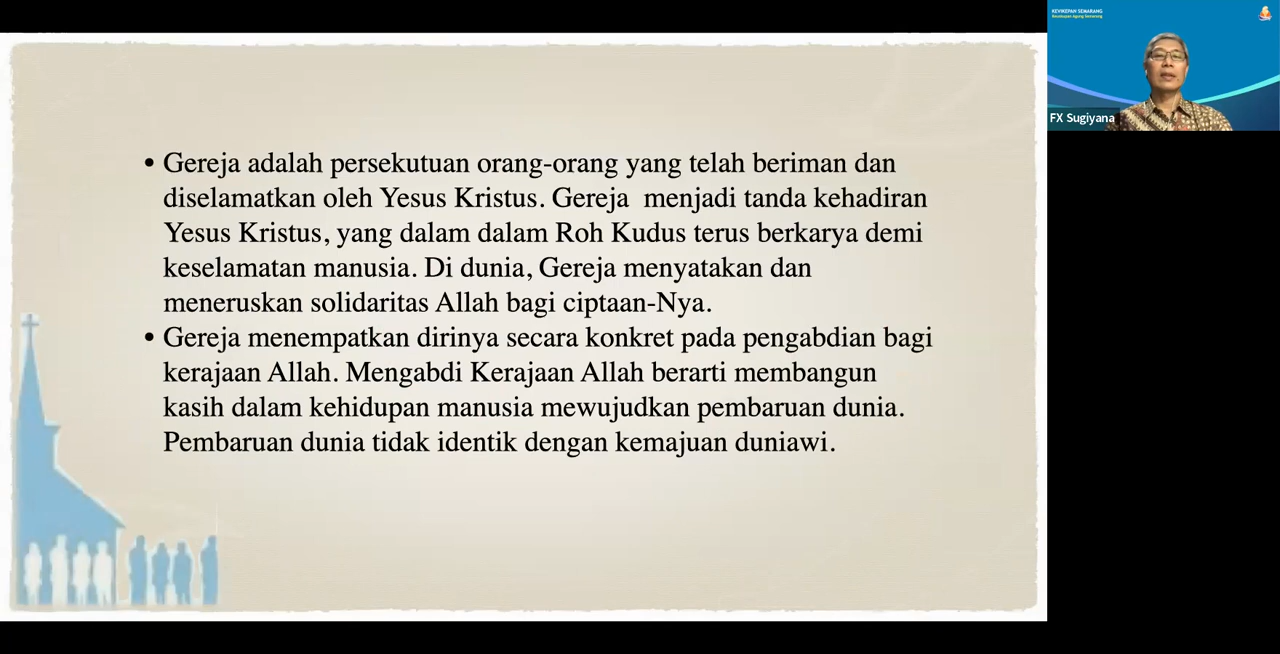 • Gereja adalah persekutuan orang-orang yang telah beriman dan
diselamatkan oleh Yesus Kristus. Gereja  menjadi tanda kehadiran
Yesus Kristus, yang dalam dalam Roh Kudus terus berkarya demi
keselamatan manusia. Di dunia, Gereja menyatakan dan
meneruskan solidaritas Allah bagi ciptaan-Nya.
• Gereja menempatkan dirinya secara konkret pada pengabdian bagi
kerajaan Allah. Mengabdi Kerajaan Allah berarti membangun
kasih dalam kehidupan manusia mewujudkan pembaruan dunia.
Pembaruan dunia tidak identik dengan kemajuan duniawi.
KEVIKEPAN SEMARANG
Keuskupan Agung Semarang
FX Sugiyana